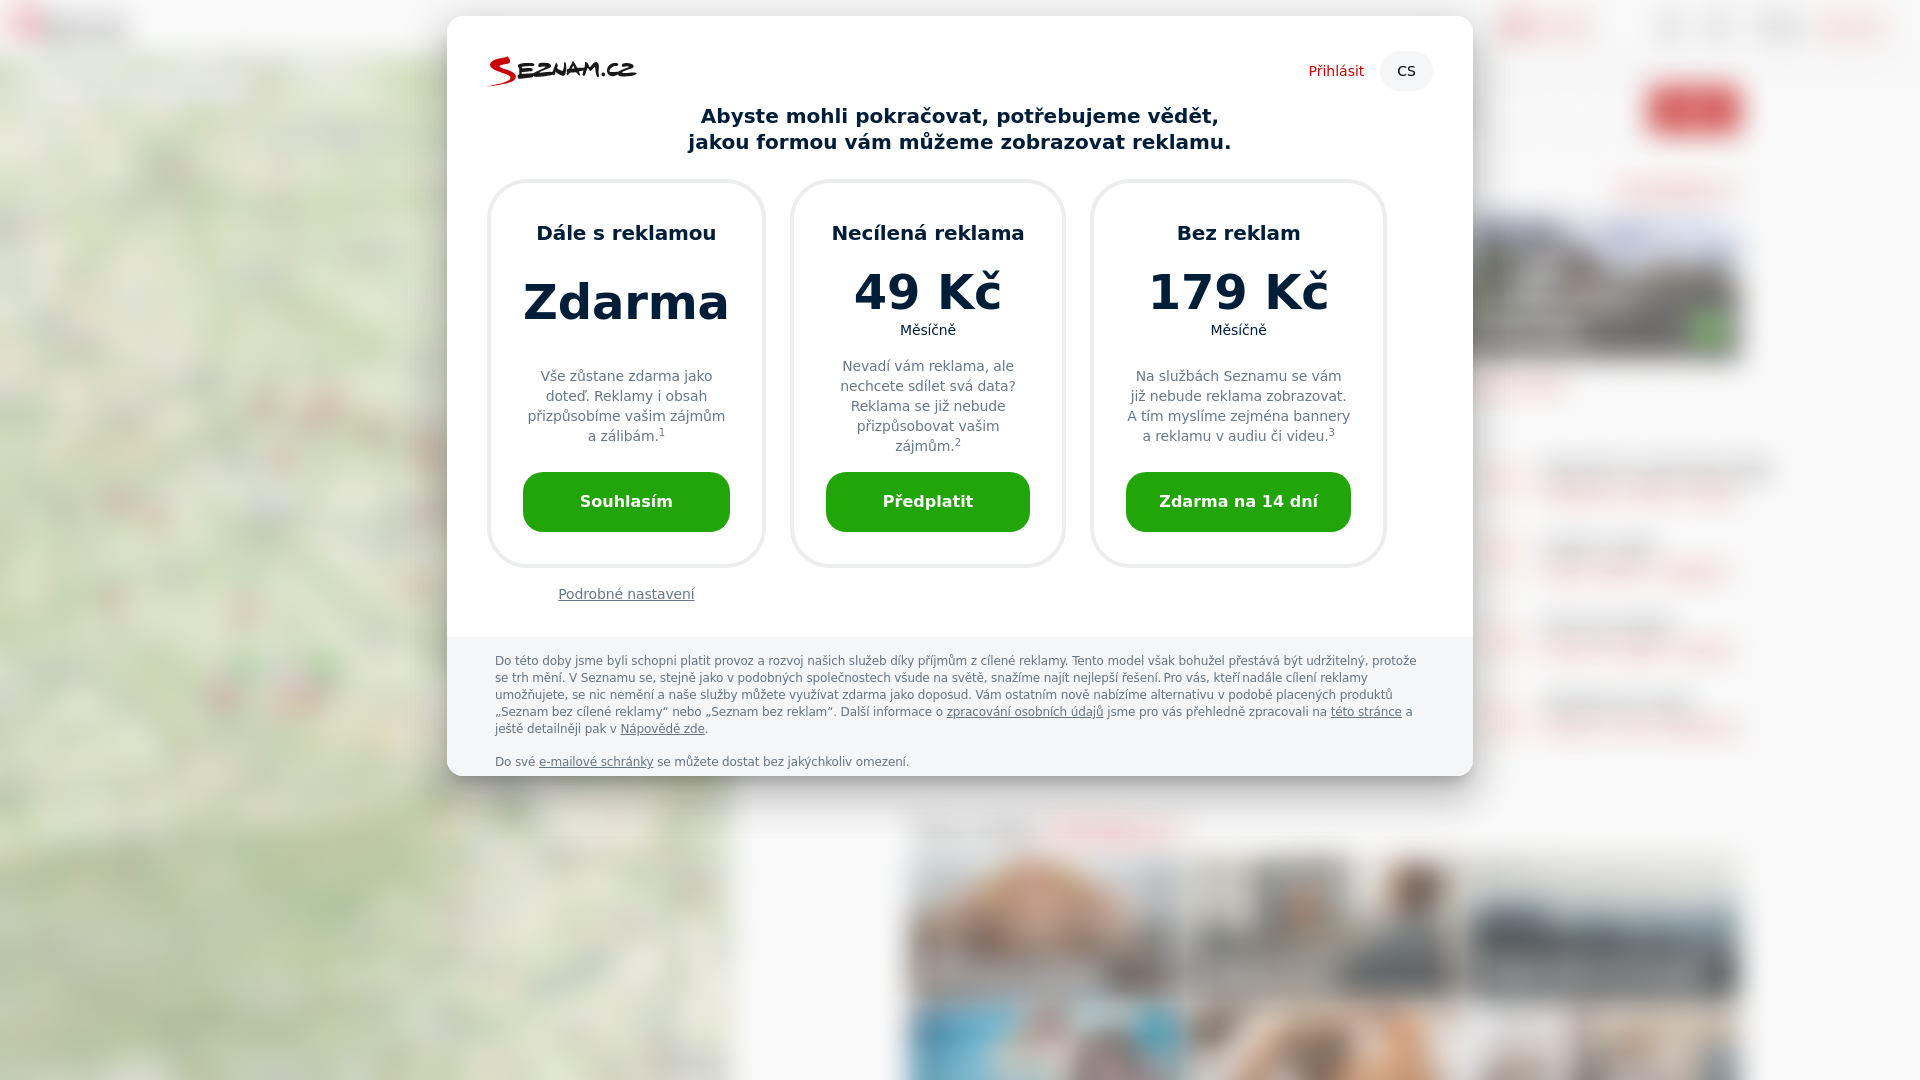 Seznam.cz
Přihlásit
CS
Abyste mohli pokračovat, potřebujeme vědět,
jakou formou vám můžeme zobrazovat reklamu.
Dále s reklamou
Zdarma
Vše zůstane zdarma jako
doteď. Reklamy i obsah
přizpůsobíme vašim zájmům
a zálibám.1
Souhlasím
Podrobné nastavení
Necílená reklama
49 Kč
Měsíčně
Nevadí vám reklama, ale
nechcete sdílet svá data?
Reklama se již nebude
přizpůsobovat vašim
zájmům.2
Předplatit
Bez reklam
179 Kč
Měsíčně
Na službách Seznamu se vám
již nebude reklama zobrazovat.
A tím myslíme zejména bannery
a reklamu v audiu či videu.3
Zdarma na 14 dní
Do této doby jsme byli schopni platit provoz a rozvoj našich služeb díky příjmům z cílené reklamy. Tento model však bohužel přestává být udržitelný, protože
se trh mění. V Seznamu se, stejně jako v podobných společnostech všude na světě, snažíme najít nejlepší řešení. Pro vás, kteří nadále cílení reklamy
umožňujete, se nic nemění a naše služby můžete využívat zdarma jako doposud. Vám ostatním nově nabízíme alternativu v podobě placených produktů
„Seznam bez cílené reklamy“ nebo „Seznam bez reklam“. Další informace o zpracování osobních údajů jsme pro vás přehledně zpracovali na této stránce a
ještě detailněji pak v Nápovědě zde.
Do své e-mailové schránky se můžete dostat bez jakýchkoliv omezení.